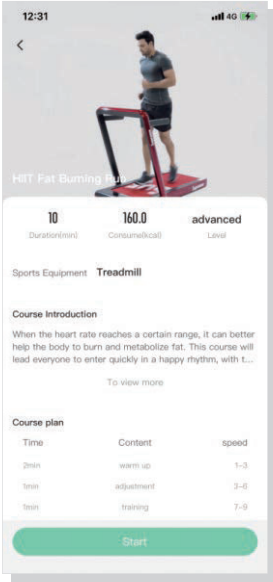 12:31
4G
HIIT Fat Burning Run
10 160.0 advanced
Duration(min) Consume(kcal) Level
Sports Equipment Treadmill
Course Introduction
When the heart rate reaches a certain range, it can better
help the body to burn and metabolize fat. This course will
lead everyone to enter quickly in a happy rhythm, with t...
To view more
Course plan
Time Content speed
2min warm up 1-3
1min adjustment 3-6
1min training 7-9
Start